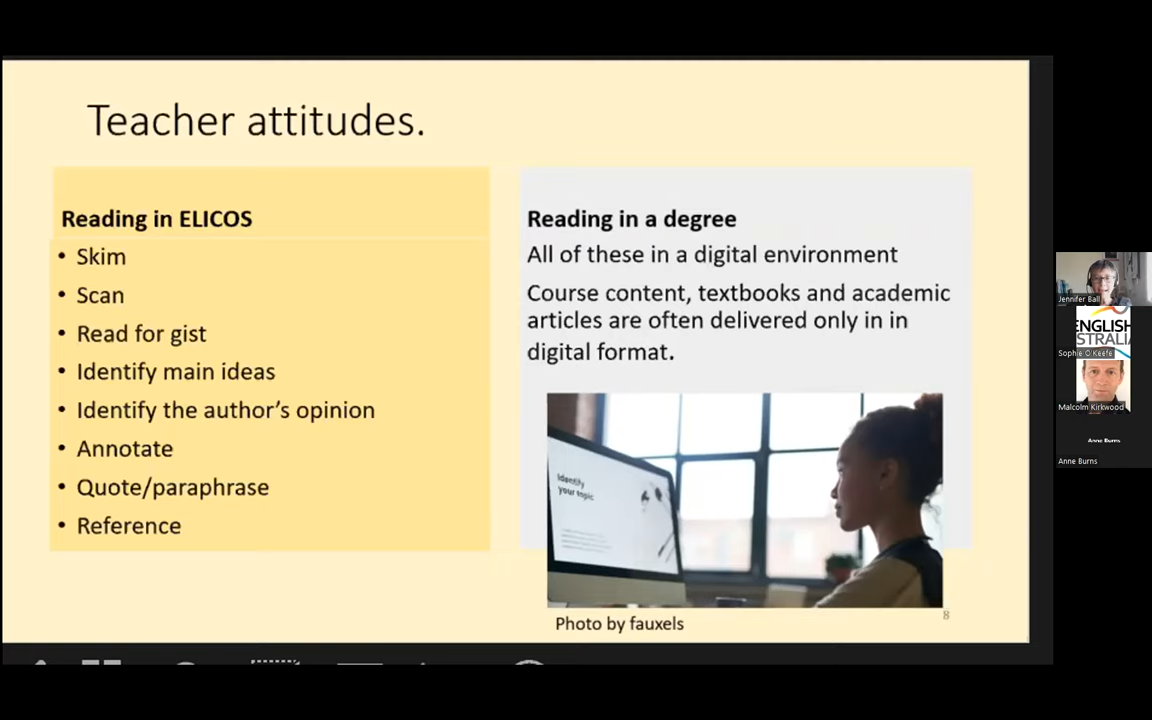 Teacher attitudes.
Reading in ELICOS
• Skim
• Scan
• Read for gist
• Identify main ideas
• Identify the author's opinion
• Annotate
• Quote/paraphrase
• Reference
Reading in a degree
All of these in a digital environment
Course content, textbooks and academic
articles are often delivered only in in
digital format.
Identify
your topic
Photo by fauxels
8
Jennifer Ball
ENGLISH
STRALIA
Sophie O Keefe
Malcolm Kirkwood
Anne Burns
Anne Burns